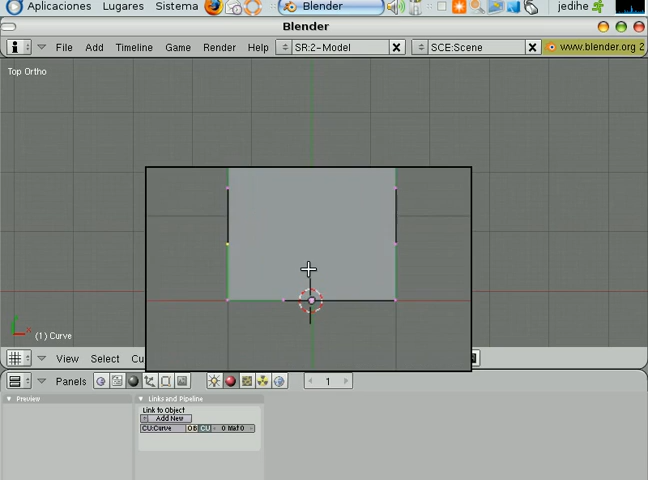 Aplicaciones Lugares Sistema Blender jedihe
Blender
File Add Timeline Game Render Help SR:2-Model SCE:Scene www.blender.org 2
Top Ortho
(1) Curve
View Select Cu
Panels 1
Preview Links and Pipeline
Link to Object
Add New
CU:Curve OB CU 0 Mat 0